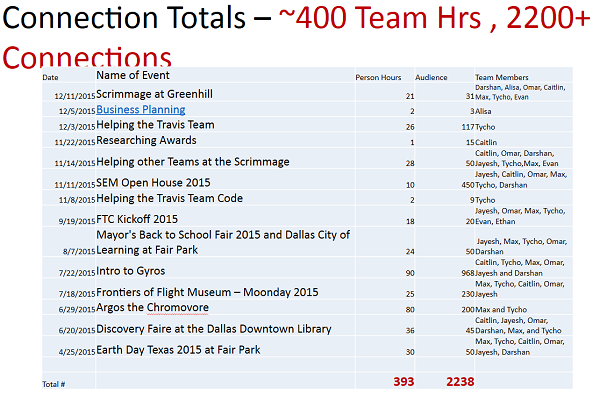 Connection Totals – ~400 Team Hrs , 2200+
Connections
Date Name of Event Person Hours Audience Team Members
12/11/2015 Scrimmage at Greenhill 21 31 Darshan, Alisa, Omar, Caitlin,
Max, Tycho, Evan
12/5/2015 Business Planning 2 3 Alisa
12/3/2015 Helping the Travis Team 26 117 Tycho
11/22/2015 Researching Awards 1 15 Caitlin
11/14/2015 Helping other Teams at the Scrimmage 28 50 Caitlin, Omar, Darshan,
Jayesh, Tycho,Max, Evan
11/11/2015 SEM Open House 2015 10 450 Jayesh, Caitlin, Omar, Max,
Tycho, Darshan
11/8/2015 Helping the Travis Team Code 2 9 Tycho
9/19/2015 FTC Kickoff 2015 18 20 Jayesh, Omar, Max, Tycho,
Evan, Ethan
Mayor's Back to School Fair 2015 and Dallas City of
8/7/2015 Learning at Fair Park 24 50 Jayesh, Max, Tycho, Omar,
Darshan
7/22/2015 Intro to Gyros 90 968 Caitlin, Tycho, Max, Omar,
Jayesh and Darshan
7/18/2015 Frontiers of Flight Museum – Moonday 2015 25 230 Max, Tycho, Caitlin, Omar,
Jayesh
6/29/2015 Argos the Chromovore 80 200 Max and Tycho
6/20/2015 Discovery Faire at the Dallas Downtown Library 36 45 Caitlin, Jayesh, Omar,
Darshan, Max, and Tycho
4/25/2015 Earth Day Texas 2015 at Fair Park 30 50 Max, Tycho, Caitlin, Omar,
Jayesh, Darshan
Total # 393 2238